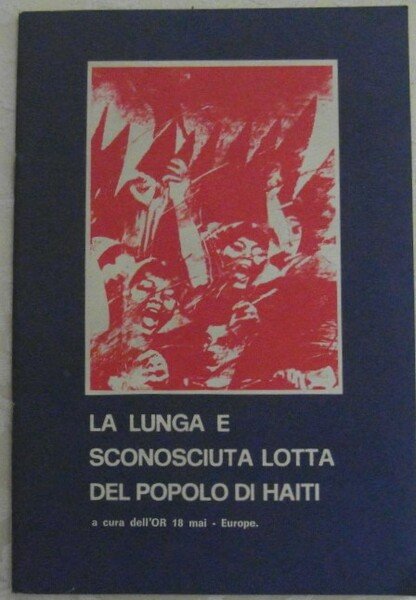 LA LUNGA E
SCONOSCIUTA LOTTA
DEL POPOLO DI HAITI
a cura dell'OR 18 mai - Europe.